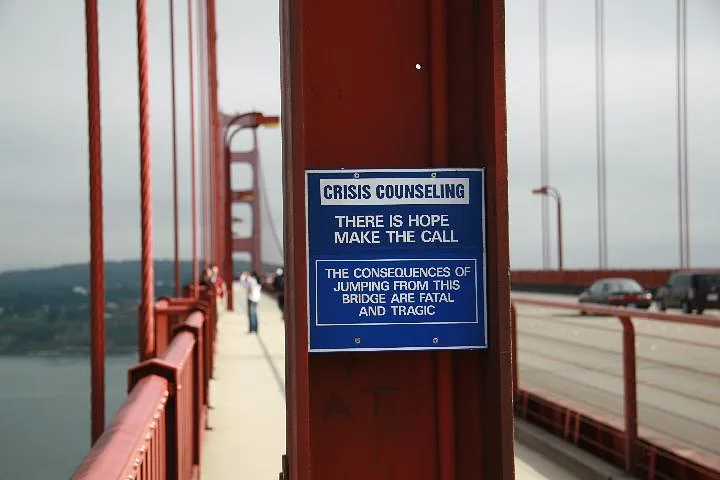 CRISIS COUNSELING
THERE IS HOPE
MAKE THE CALL
THE CONSEQUENCES OF
JUMPING FROM THIS
BRIDGE ARE FATAL
AND TRAGIC